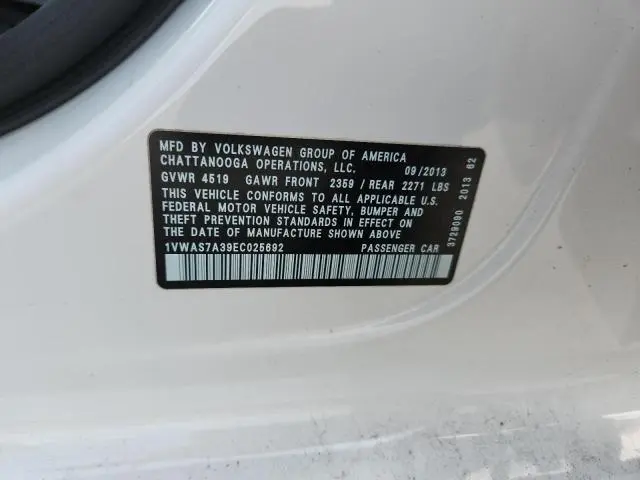 MFD BY VOLKSWAGEN GROUP OF AMERICA
CHATTANOOGA OPERATIONS, LLC. 09/2013
GVWR 4519 GAWR FRONT 2359 / REAR 2271 LBS
THIS VEHICLE CONFORMS TO ALL APPLICABLE U.S.
FEDERAL MOTOR VEHICLE SAFETY, BUMPER AND
THEFT PREVENTION STANDARDS IN EFFECT ON
THE DATE OF MANUFACTURE SHOWN ABOVE
1VWAS7A39EC025692 PASSENGER CAR
3729090 2013 62